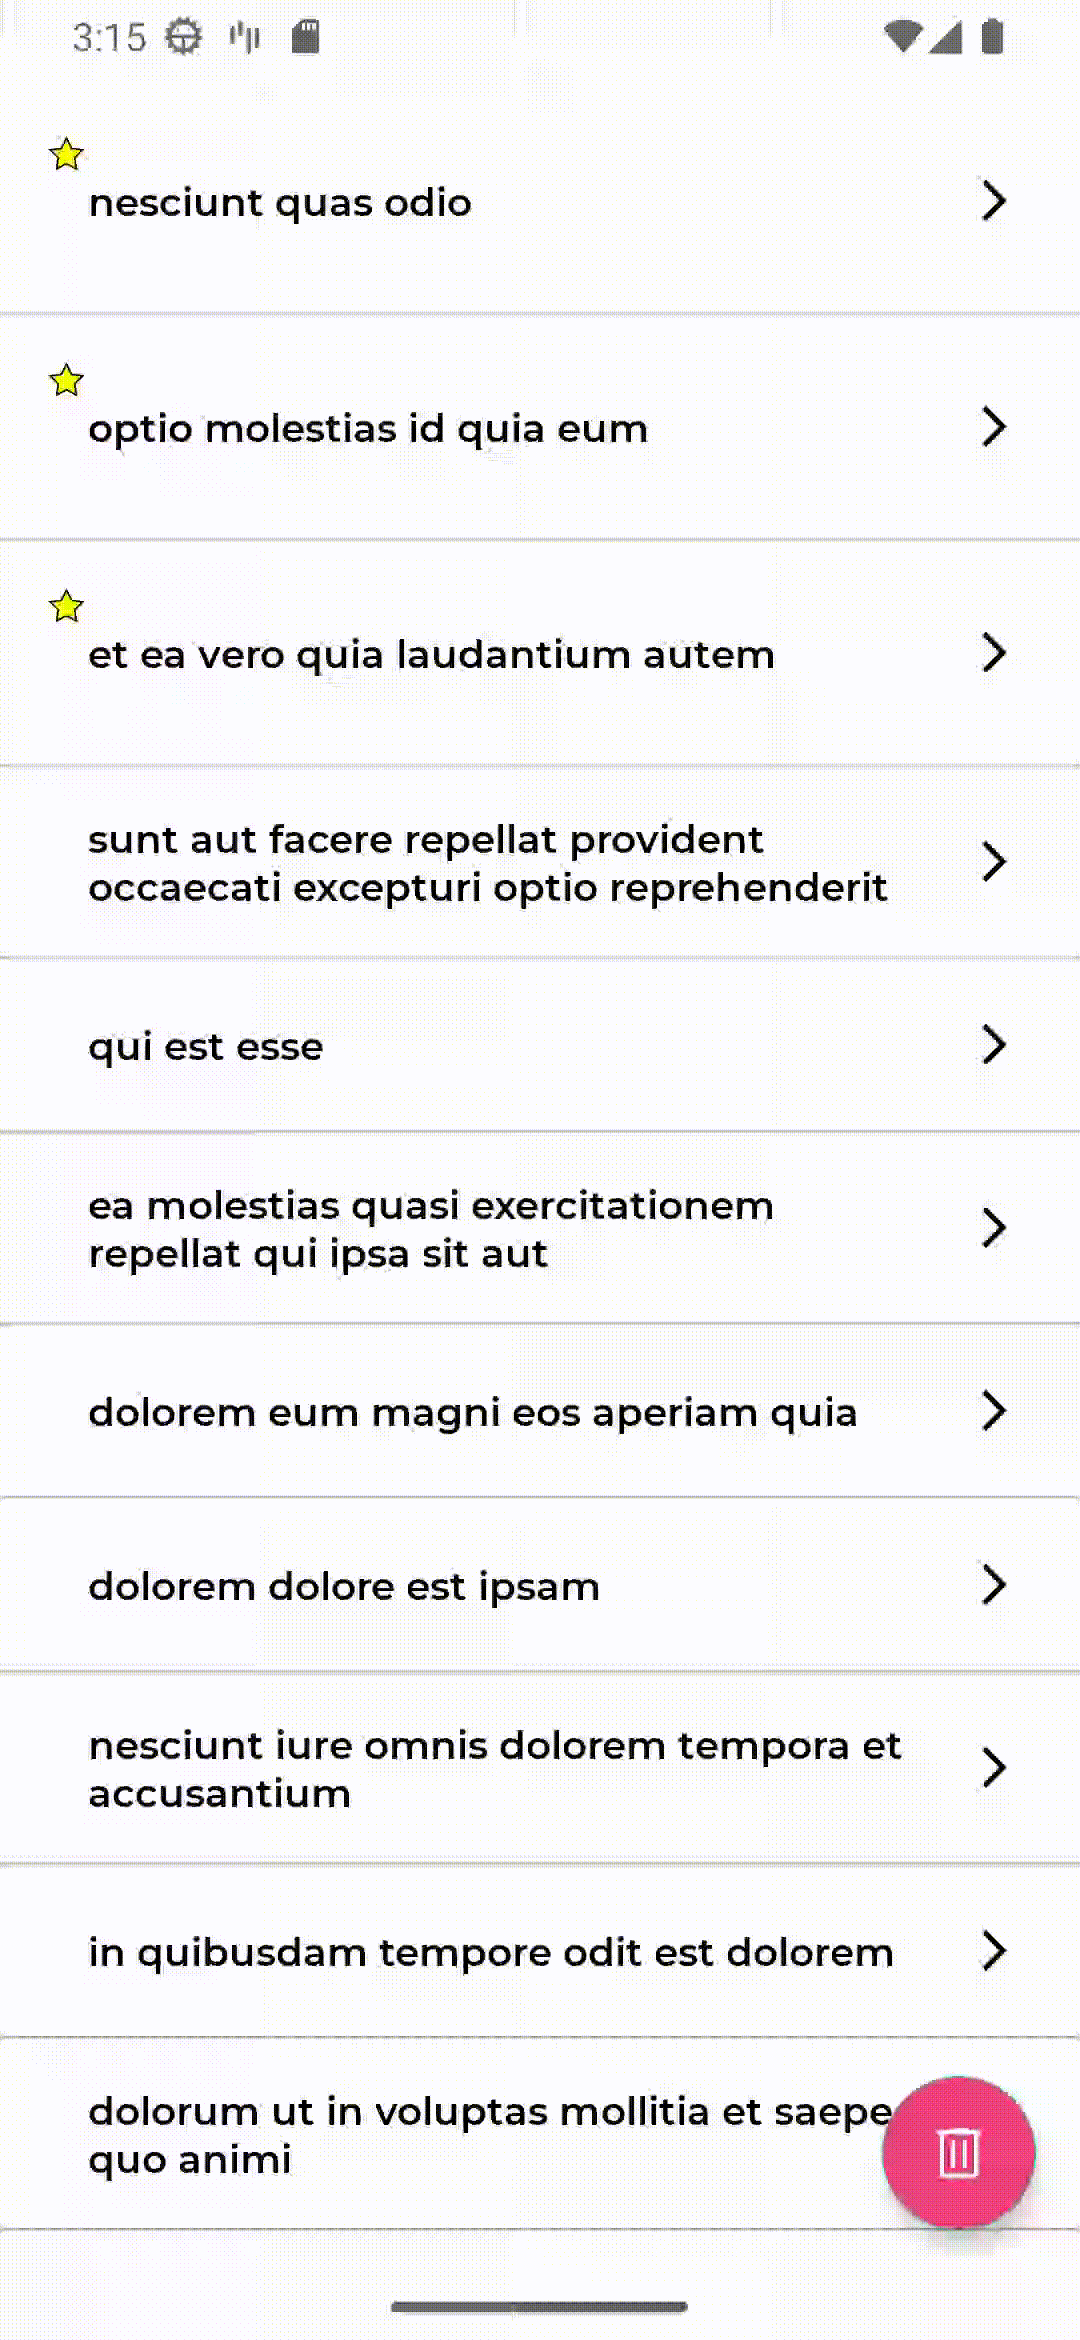 3:15
nesciunt quas odio
optio molestias id quia eum
et ea vero quia laudantium autem
sunt aut facere repellat provident
occaecati excepturi optio reprehenderit
qui est esse
ea molestias quasi exercitationem
repellat qui ipsa sit aut
dolorem eum magni eos aperiam quia
dolorem dolore est ipsam
nesciunt iure omnis dolorem tempora et
accusantium
in quibusdam tempore odit est dolorem
dolorum ut in voluptas mollitia et saepe
quo animi